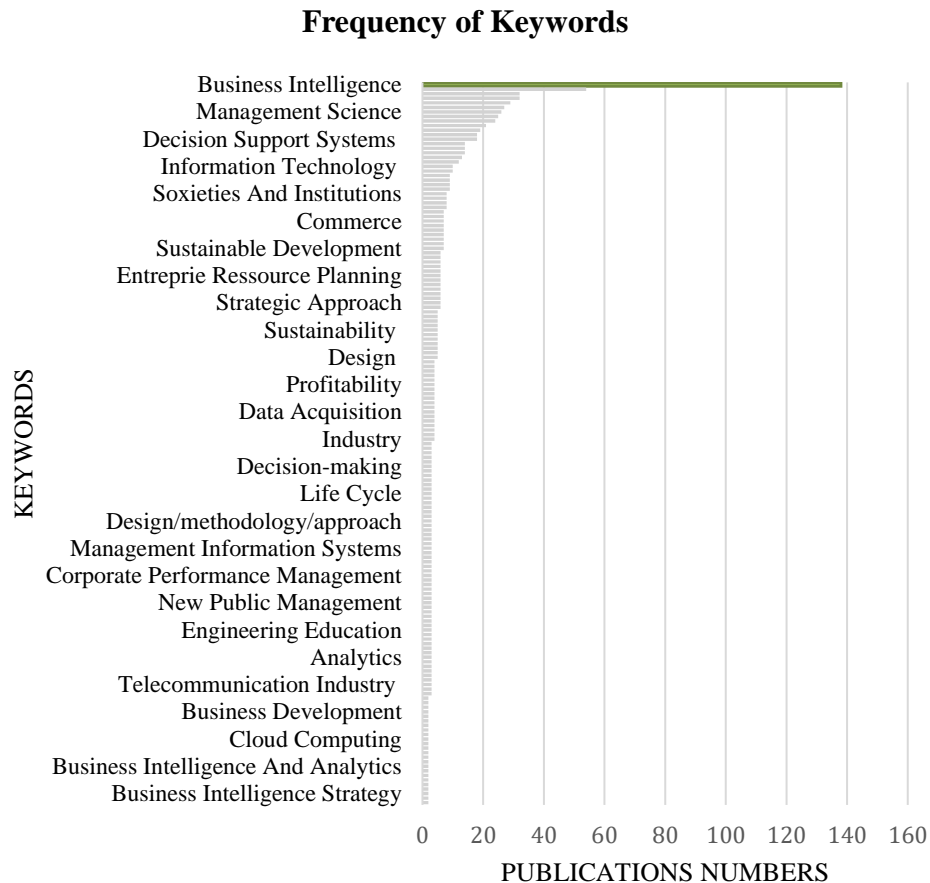 Frequency of Keywords
Business Intelligence
Management Science
Decision Support Systems
Information Technology
Soxieties And Institutions
Commerce
Sustainable Development
Entreprie Ressource Planning
Strategic Approach
Sustainability
Design
Profitability
Data Acquisition
Industry
Decision-making
Life Cycle
Design/methodology/approach
Management Information Systems
Corporate Performance Management
New Public Management
Engineering Education
Analytics
Telecommunication Industry
Business Development
Cloud Computing
Business Intelligence And Analytics
Business Intelligence Strategy
KEYWORDS
0 20 40 60 80 100 120 140 160
PUBLICATIONS NUMBERS